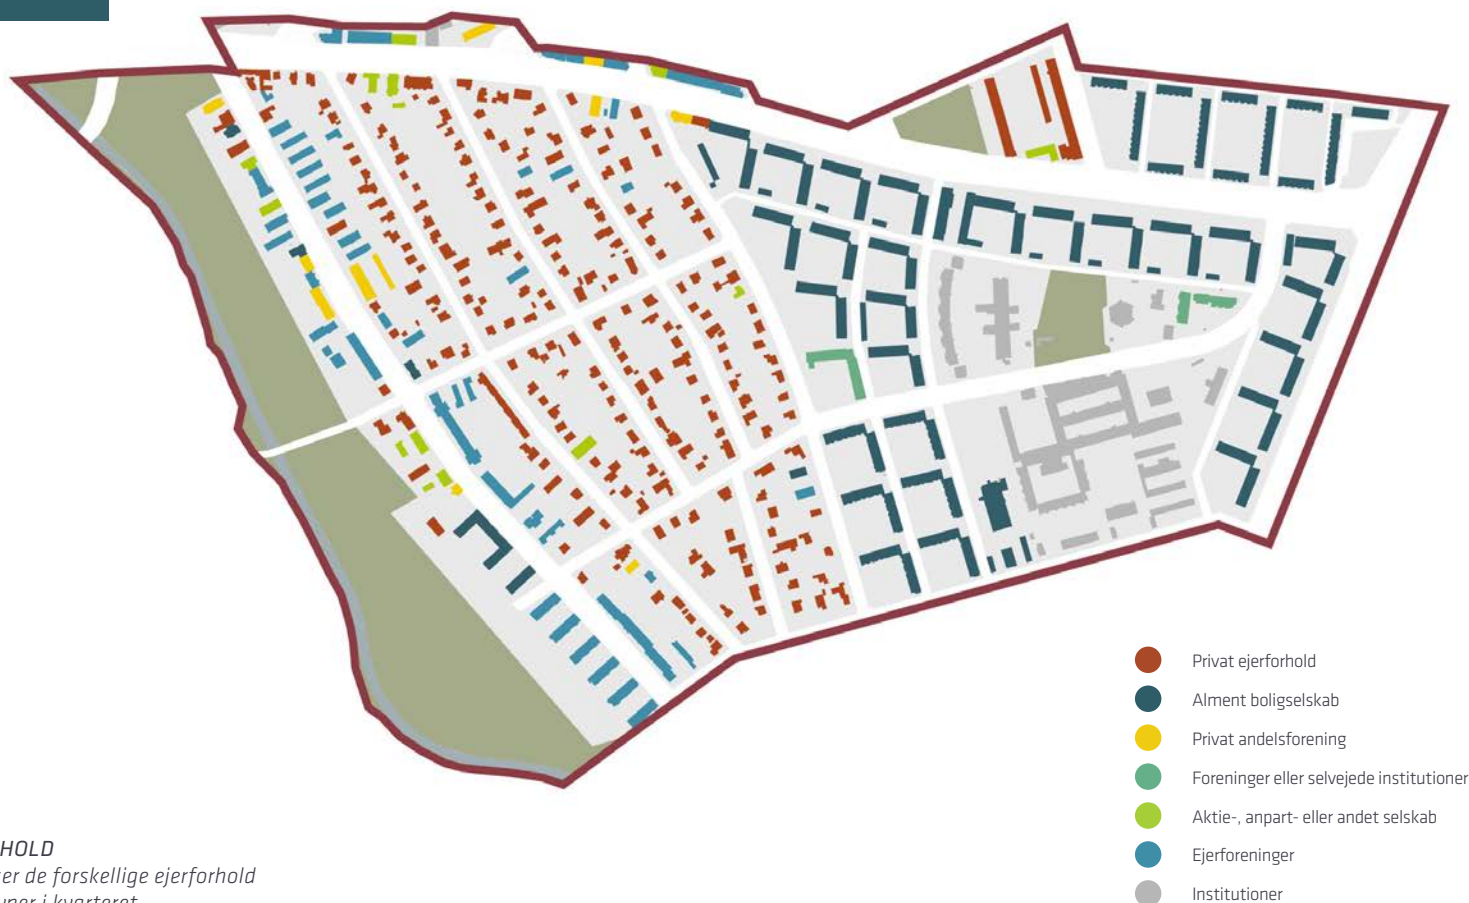 Privat ejerforhold
Alment boligselskab
Privat andelsforening
Foreninger eller selvejede institutioner
Aktie-, anpart- eller andet selskab
Ejerforeninger
Institutioner
HOLD
er de forskellige ejerforhold
i kvarteret